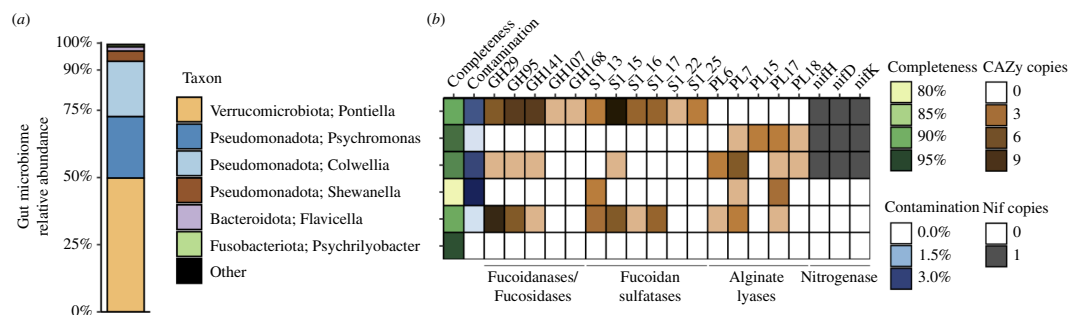 (a)
100%
90%
75%
50%
25%
0%
Gut microbiome
relative abundance
Taxon
Verrucomicrobiota; Pontiella
Pseudomonadota; Psychromonas
Pseudomonadota; Colwellia
Pseudomonadota; Shewanella
Bacteroidota; Flavicella
Fusobacteriota; Psychrilyobacter
Other
(b)
Completeness
Contamination
GH29
GH95
GH141
GH107
GH168
S1_13
S1_15
S1_16
S1_17
S1_22
S1_25
PL6
PL7
PL15
PL17
PL18
nifH
nifD
nifK
Fucoidanases/
Fucosidases
Fucoidan
sulfatases
Alginate
lyases
Nitrogenase
Completeness
80%
85%
90%
95%
CAZy copies
0
3
6
9
Contamination
0.0%
1.5%
3.0%
Nif copies
0
1